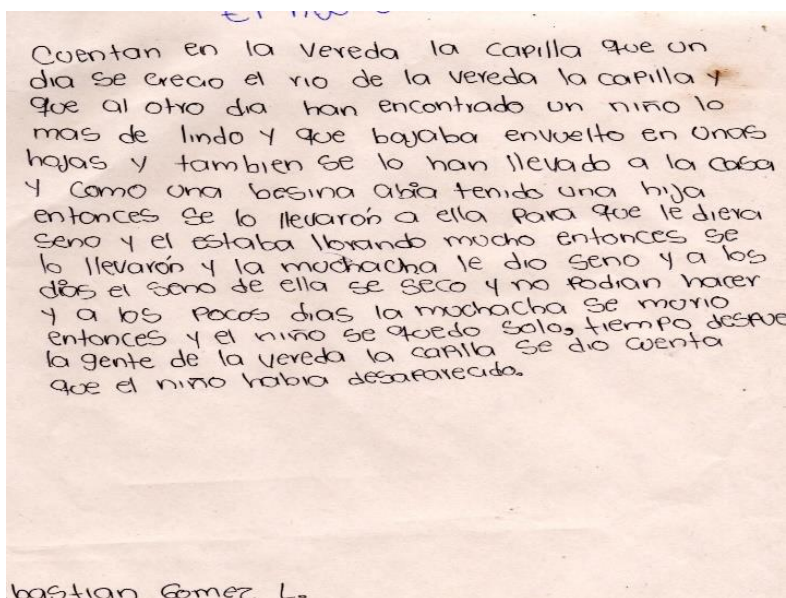 Cuentan en la vereda la capilla que un
dia se crecio el rio de la vereda la capilla y
que al otro dia han encontrado un niño lo
mas de lindo y que bajaba envuelto en unas
hojas y tambien se lo han llevado a la casa
y como una besina abia tenido una hija
entonces se lo llevarón a ella para que le diera
seno y el estaba llorando mucho entonces se
lo llevarón y la muchacha le dio seno y a los
dias el seno de ella se seco y no podian hacer
y a los pocos dias la muchacha se murio
entonces y el niño se quedo solo, tiempo despue
la gente de la vereda la capilla se dio cuenta
que el niño habia desaparecido.
bastian Gomez L.